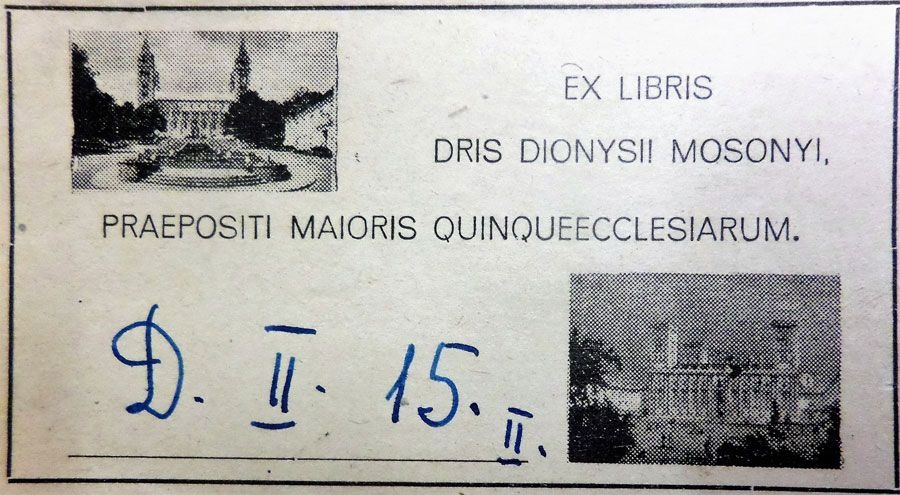 EX LIBRIS
DRIS DIONYSII MOSONYI,
PRAEPOSITI MAIORIS QUINQUEECCLESIARUM.
D. II. 15.
II.